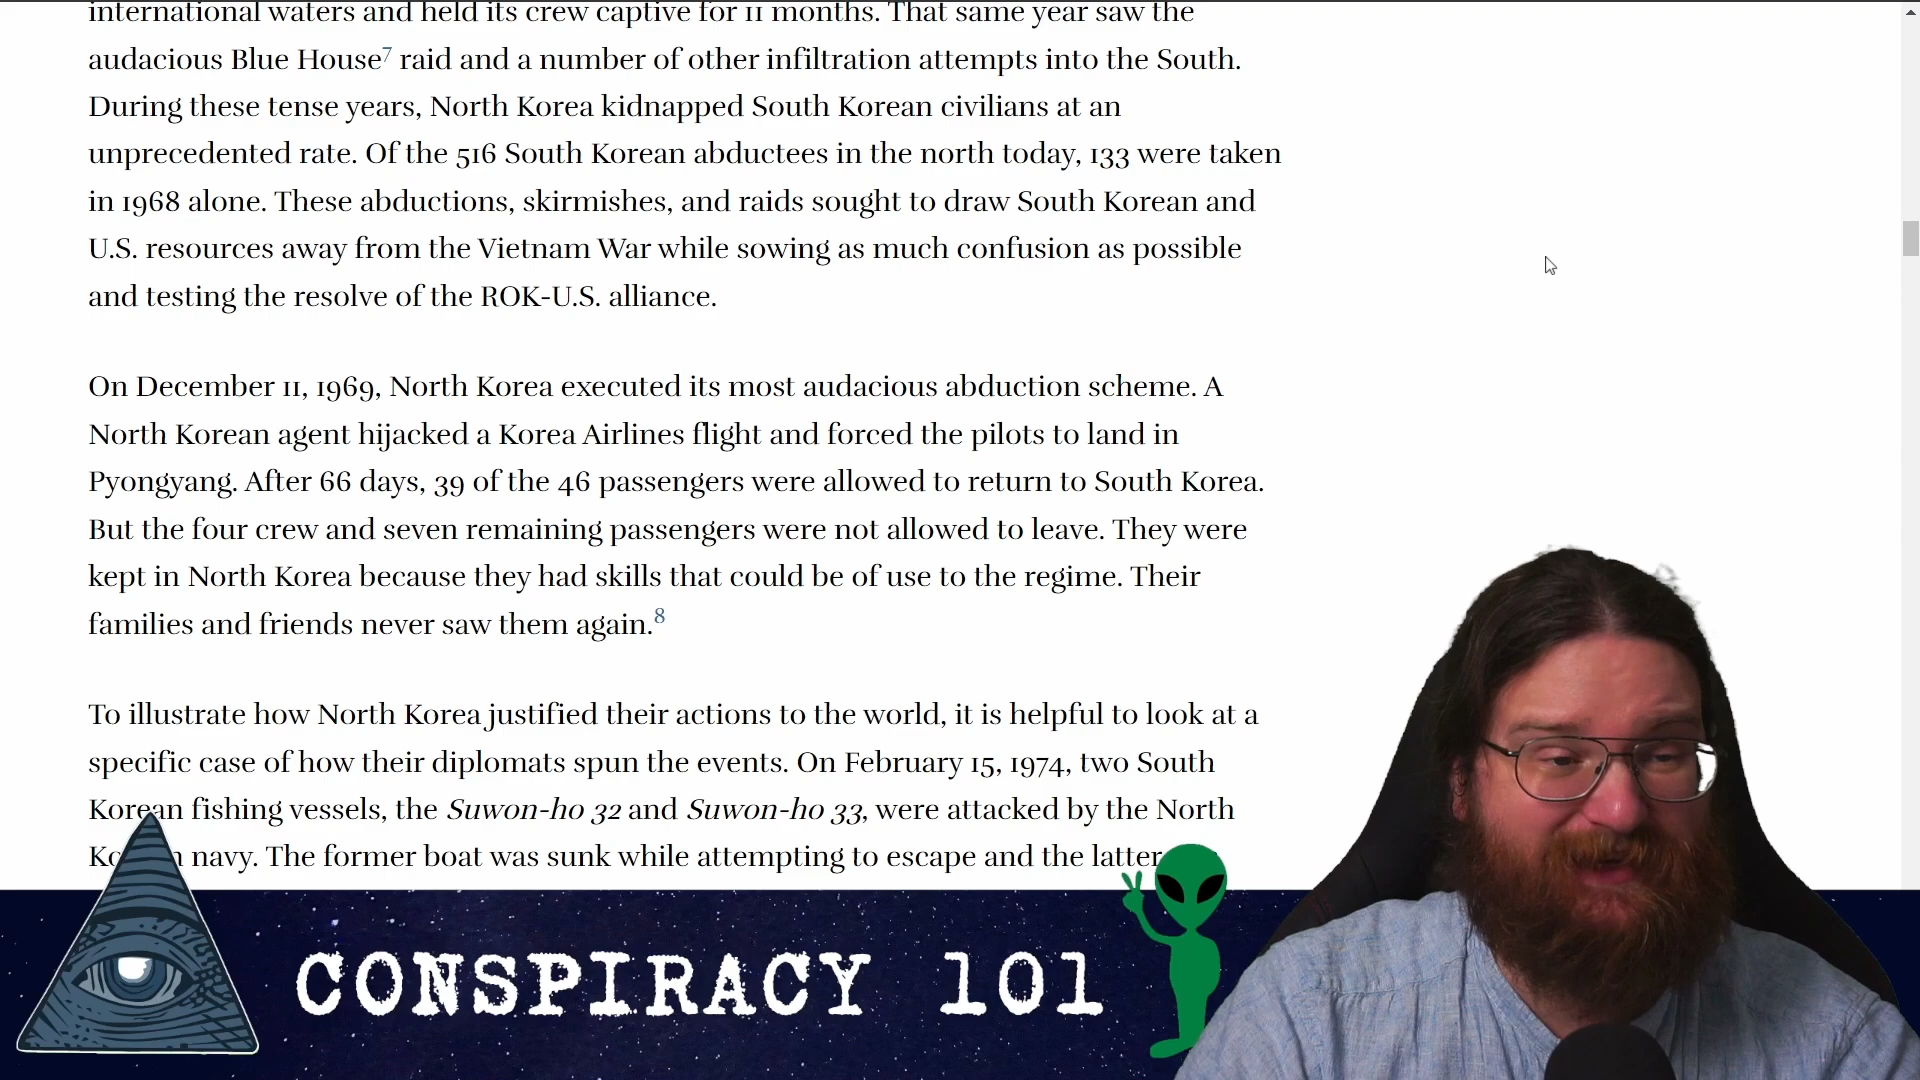 international waters and held its crew captive for 11 months. That same year saw the
audacious Blue House7 raid and a number of other infiltration attempts into the South.
During these tense years, North Korea kidnapped South Korean civilians at an
unprecedented rate. Of the 516 South Korean abductees in the north today, 133 were taken
in 1968 alone. These abductions, skirmishes, and raids sought to draw South Korean and
U.S. resources away from the Vietnam War while sowing as much confusion as possible
and testing the resolve of the ROK-U.S. alliance.
On December 11, 1969, North Korea executed its most audacious abduction scheme. A
North Korean agent hijacked a Korea Airlines flight and forced the pilots to land in
Pyongyang. After 66 days, 39 of the 46 passengers were allowed to return to South Korea.
But the four crew and seven remaining passengers were not allowed to leave. They were
kept in North Korea because they had skills that could be of use to the regime. Their
families and friends never saw them again.8
To illustrate how North Korea justified their actions to the world, it is helpful to look at a
specific case of how their diplomats spun the events. On February 15, 1974, two South
Korean fishing vessels, the Suwon-ho 32 and Suwon-ho 33, were attacked by the North
navy. The former boat was sunk while attempting to escape and the latter
CONSPIRACY 101